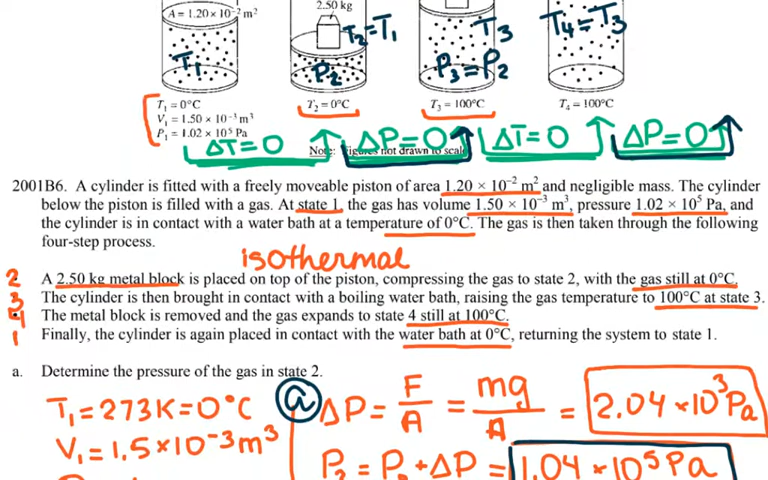 2.50 kg
A = 1.20 × 10⁻² m²
T₁
T₂=T₁
P₂
T₃
P₃=P₂
T₄=T₃
T₁ = 0°C
V₁ = 1.50 × 10⁻³ m³
P₁ = 1.02 × 10⁵ Pa
T₂ = 0°C
T₃ = 100°C
T₄ = 100°C
ΔT=0
ΔP=0
ΔT=0
ΔP=0
Note: Figures not drawn to scale
2001B6. A cylinder is fitted with a freely moveable piston of area 1.20 × 10⁻² m² and negligible mass. The cylinder
below the piston is filled with a gas. At state 1, the gas has volume 1.50 × 10⁻³ m³, pressure 1.02 × 10⁵ Pa, and
the cylinder is in contact with a water bath at a temperature of 0°C. The gas is then taken through the following
four-step process.
isothermal
2 A 2.50 kg metal block is placed on top of the piston, compressing the gas to state 2, with the gas still at 0°C.
3 The cylinder is then brought in contact with a boiling water bath, raising the gas temperature to 100°C at state 3.
4 The metal block is removed and the gas expands to state 4 still at 100°C.
1 Finally, the cylinder is again placed in contact with the water bath at 0°C, returning the system to state 1.
a. Determine the pressure of the gas in state 2.
T₁=273K=0°C
V₁=1.5×10⁻³m³
ⓐ ΔP= F/A = mg/A = 2.04×10³Pa
+ΔP = 1.04×10⁵Pa